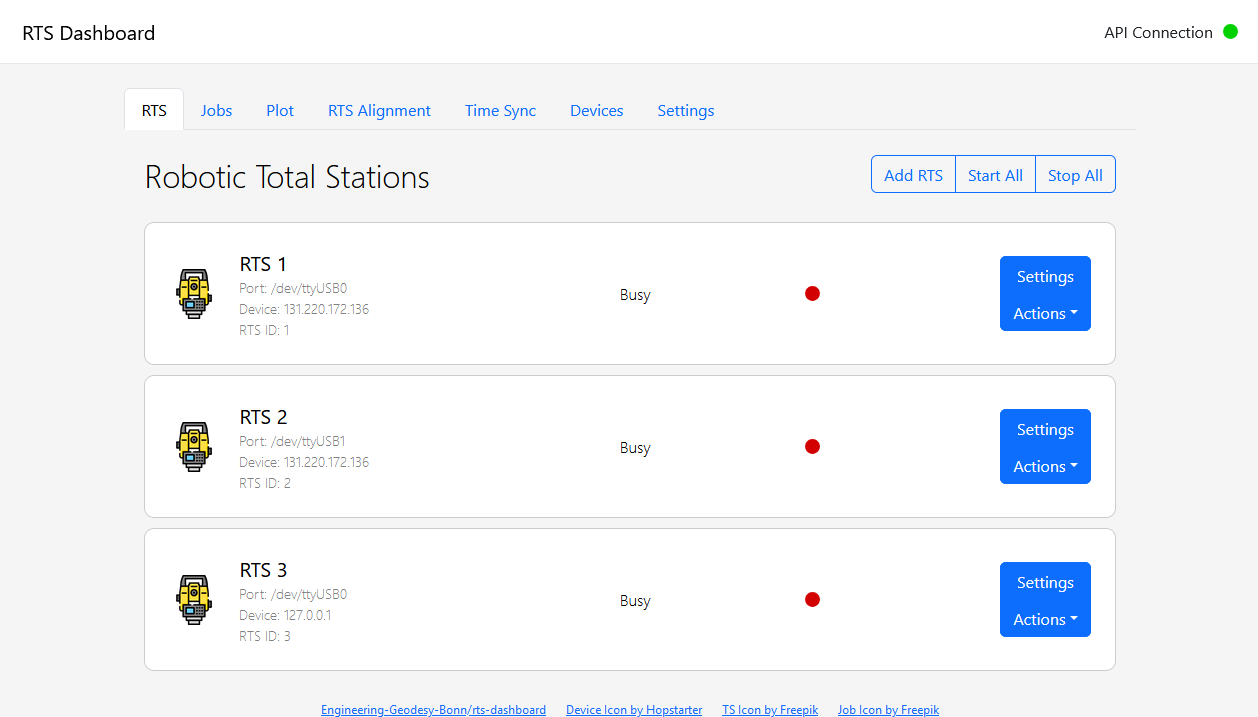 RTS Dashboard
API Connection
RTS Jobs Plot RTS Alignment Time Sync Devices Settings
Robotic Total Stations
Add RTS Start All Stop All
RTS 1
Port: /dev/ttyUSB0
Device: 131.220.172.136
RTS ID: 1
Busy
Settings
Actions
RTS 2
Port: /dev/ttyUSB1
Device: 131.220.172.136
RTS ID: 2
Busy
Settings
Actions
RTS 3
Port: /dev/ttyUSB0
Device: 127.0.0.1
RTS ID: 3
Busy
Settings
Actions
Engineering-Geodesy-Bonn/rts-dashboard Device Icon by Hopstarter TS Icon by Freepik Job Icon by Freepik